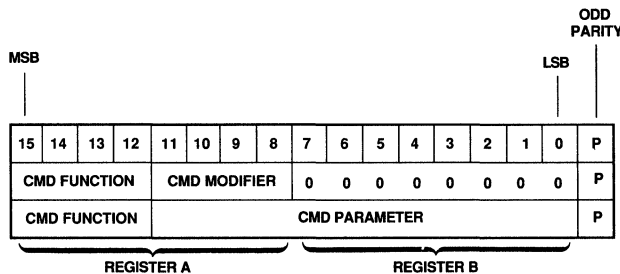 ODD
PARITY
MSB
LSB
15 14 13 12 11 10 9 8 7 6 5 4 3 2 1 0 P
CMD FUNCTION CMD MODIFIER 0 0 0 0 0 0 0 0 P
CMD FUNCTION CMD PARAMETER P
REGISTER A REGISTER B